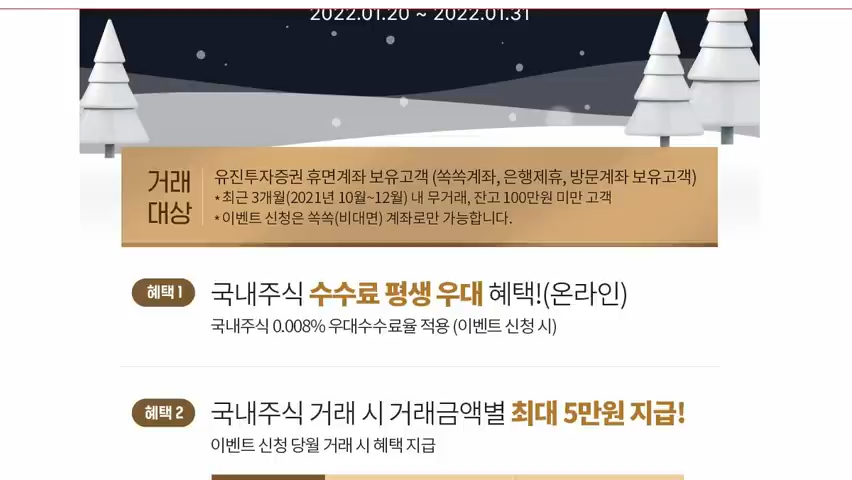 2022.01.20 ~ 2022.01.31
거래
대상
유진투자증권 휴면계좌 보유고객 (쏙쏙계좌, 은행제휴, 방문계좌 보유고객)
* 최근 3개월(2021년 10월~12월) 내 무거래, 잔고 100만원 미만 고객
* 이벤트 신청은 쏙쏙(비대면) 계좌로만 가능합니다.
혜택 1
국내주식 수수료 평생 우대 혜택!(온라인)
국내주식 0.008% 우대수수료율 적용 (이벤트 신청 시)
혜택 2
국내주식 거래 시 거래금액별 최대 5만원 지급!
이벤트 신청 당월 거래 시 혜택 지급